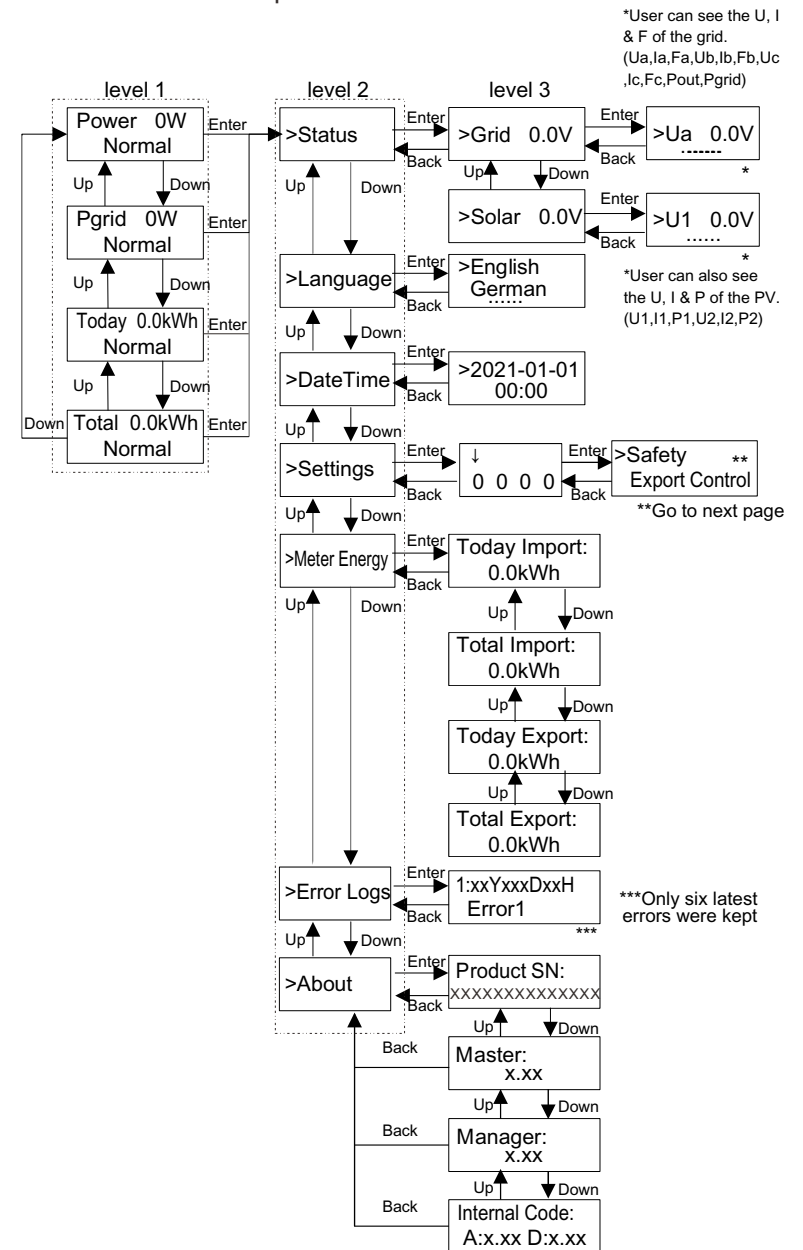 *User can see the U, I
& F of the grid.
(Ua,Ia,Fa,Ub,Ib,Fb,Uc
,Ic,Fc,Pout,Pgrid)
level 1
level 2
level 3
Power 0W
Normal
Enter
Up
Down
Pgrid 0W
Normal
Enter
Up
Down
Today 0.0kWh
Normal
Enter
Up
Down
Down
Total 0.0kWh
Normal
Enter
>Status
Enter
Back
>Grid 0.0V
Enter
Back
>Ua 0.0V
.......
*
Up
Down
Up
Down
>Solar 0.0V
Enter
Back
>U1 0.0V
......
*
*User can also see
the U, I & P of the PV.
(U1,I1,P1,U2,I2,P2)
>Language
Enter
Back
>English
German
......
Up
Down
>DateTime
Enter
Back
>2021-01-01
00:00
Up
Down
>Settings
Enter
Back
↓
0 0 0 0
Enter
Back
>Safety **
Export Control
**Go to next page
Up
Down
>Meter Energy
Enter
Back
Today Import:
0.0kWh
Up
Down
Up
Down
Total Import:
0.0kWh
Up
Down
Today Export:
0.0kWh
Up
Down
Total Export:
0.0kWh
>Error Logs
Enter
Back
1:xxYxxxDxxH
Error1
***
***Only six latest
errors were kept
Up
Down
>About
Enter
Back
Product SN:
XXXXXXXXXXXXXX
Up
Down
Back
Master:
x.xx
Up
Down
Back
Manager:
x.xx
Up
Down
Back
Internal Code:
A:x.xx D:x.xx